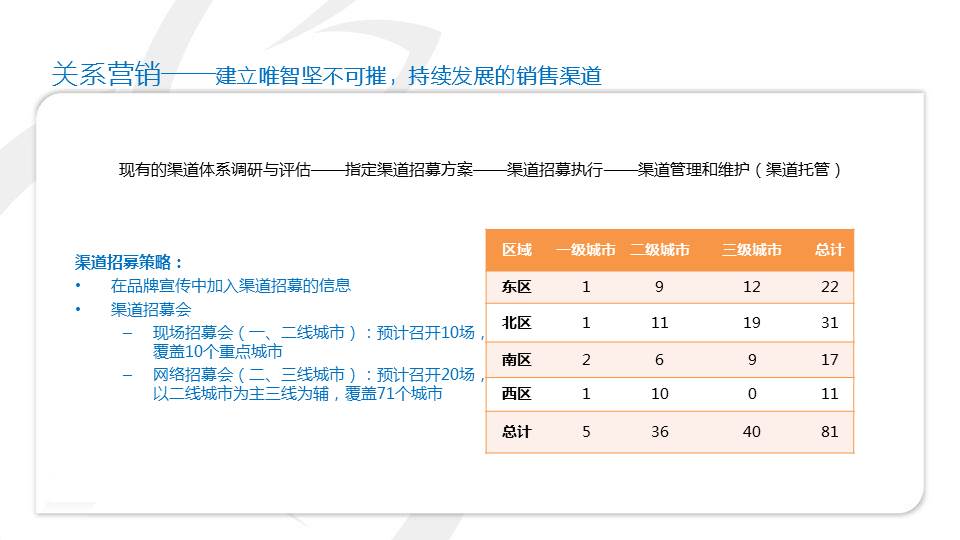 关系营销——建立唯智坚不可摧，持续发展的销售渠道
现有的渠道体系调研与评估——指定渠道招募方案——渠道招募执行——渠道管理和维护（渠道托管）
渠道招募策略：
• 在品牌宣传中加入渠道招募的信息
• 渠道招募会
– 现场招募会（一、二线城市）：预计召开10场，
覆盖10个重点城市
– 网络招募会（二、三线城市）：预计召开20场，
以二线城市为主三线为辅，覆盖71个城市
区域 一级城市 二级城市 三级城市 总计
东区 1 9 12 22
北区 1 11 19 31
南区 2 6 9 17
西区 1 10 0 11
总计 5 36 40 81